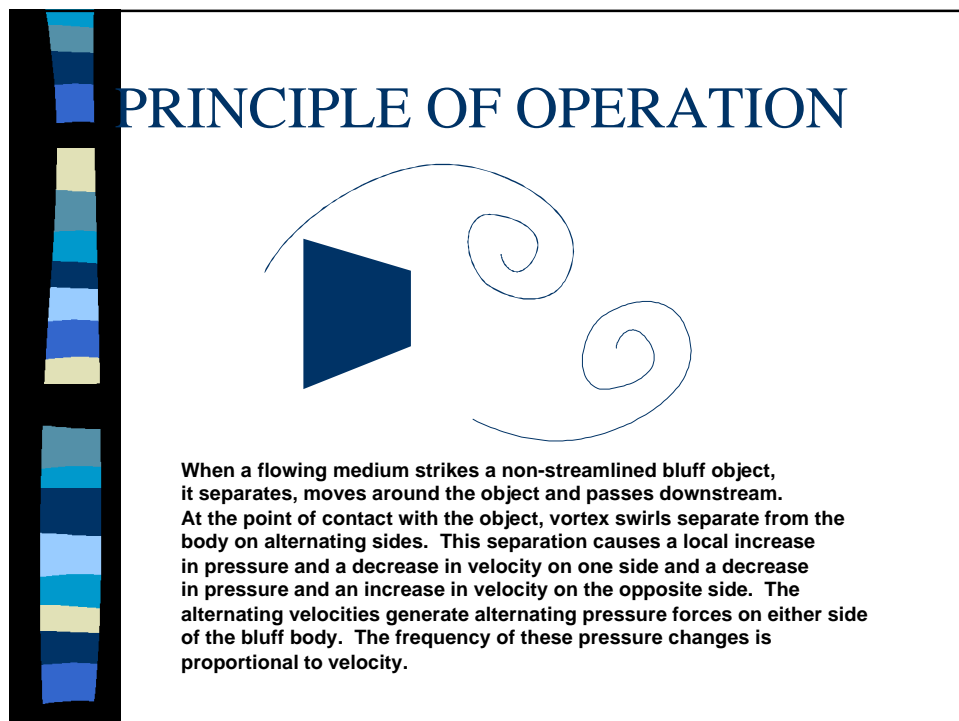 PRINCIPLE OF OPERATION
When a flowing medium strikes a non-streamlined bluff object,
it separates, moves around the object and passes downstream.
At the point of contact with the object, vortex swirls separate from the
body on alternating sides.  This separation causes a local increase
in pressure and a decrease in velocity on one side and a decrease
in pressure and an increase in velocity on the opposite side.  The
alternating velocities generate alternating pressure forces on either side
of the bluff body.  The frequency of these pressure changes is
proportional to velocity.